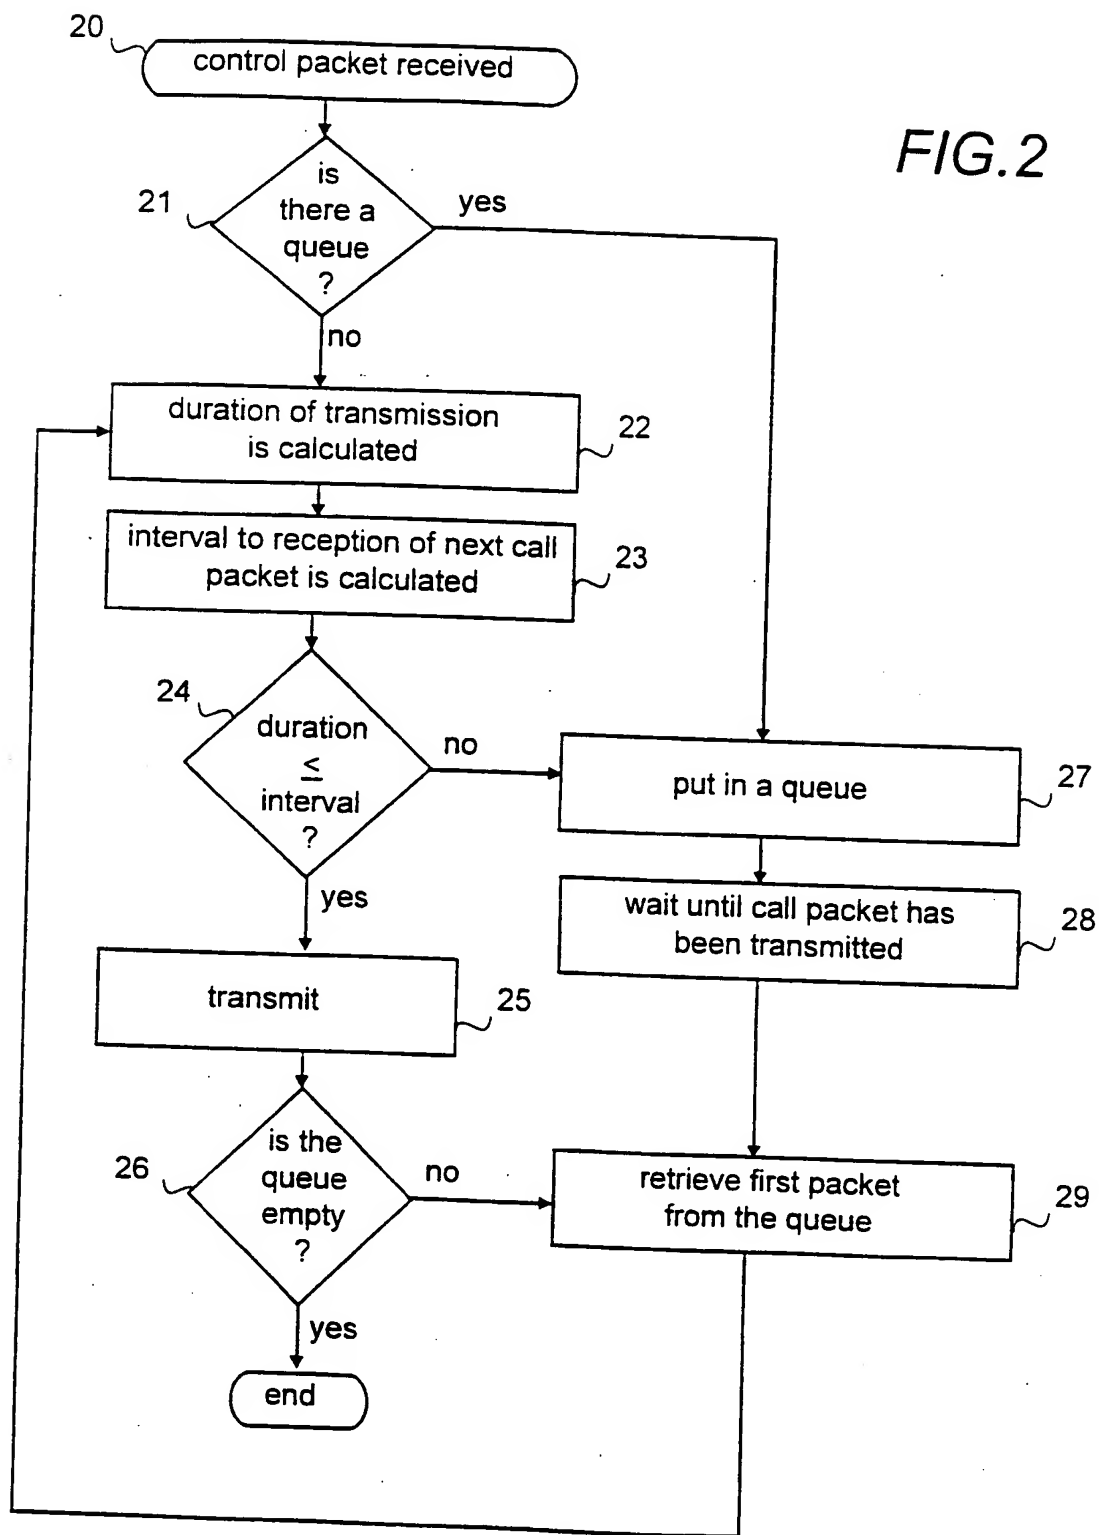 20
control packet received
FIG.2
21
is
there a
queue
?
yes
no
duration of transmission
is calculated
22
interval to reception of next call
packet is calculated
23
24
duration
≤
interval
?
no
yes
put in a queue
27
wait until call packet has
been transmitted
28
transmit
25
26
is the
queue
empty
?
no
yes
retrieve first packet
from the queue
29
end